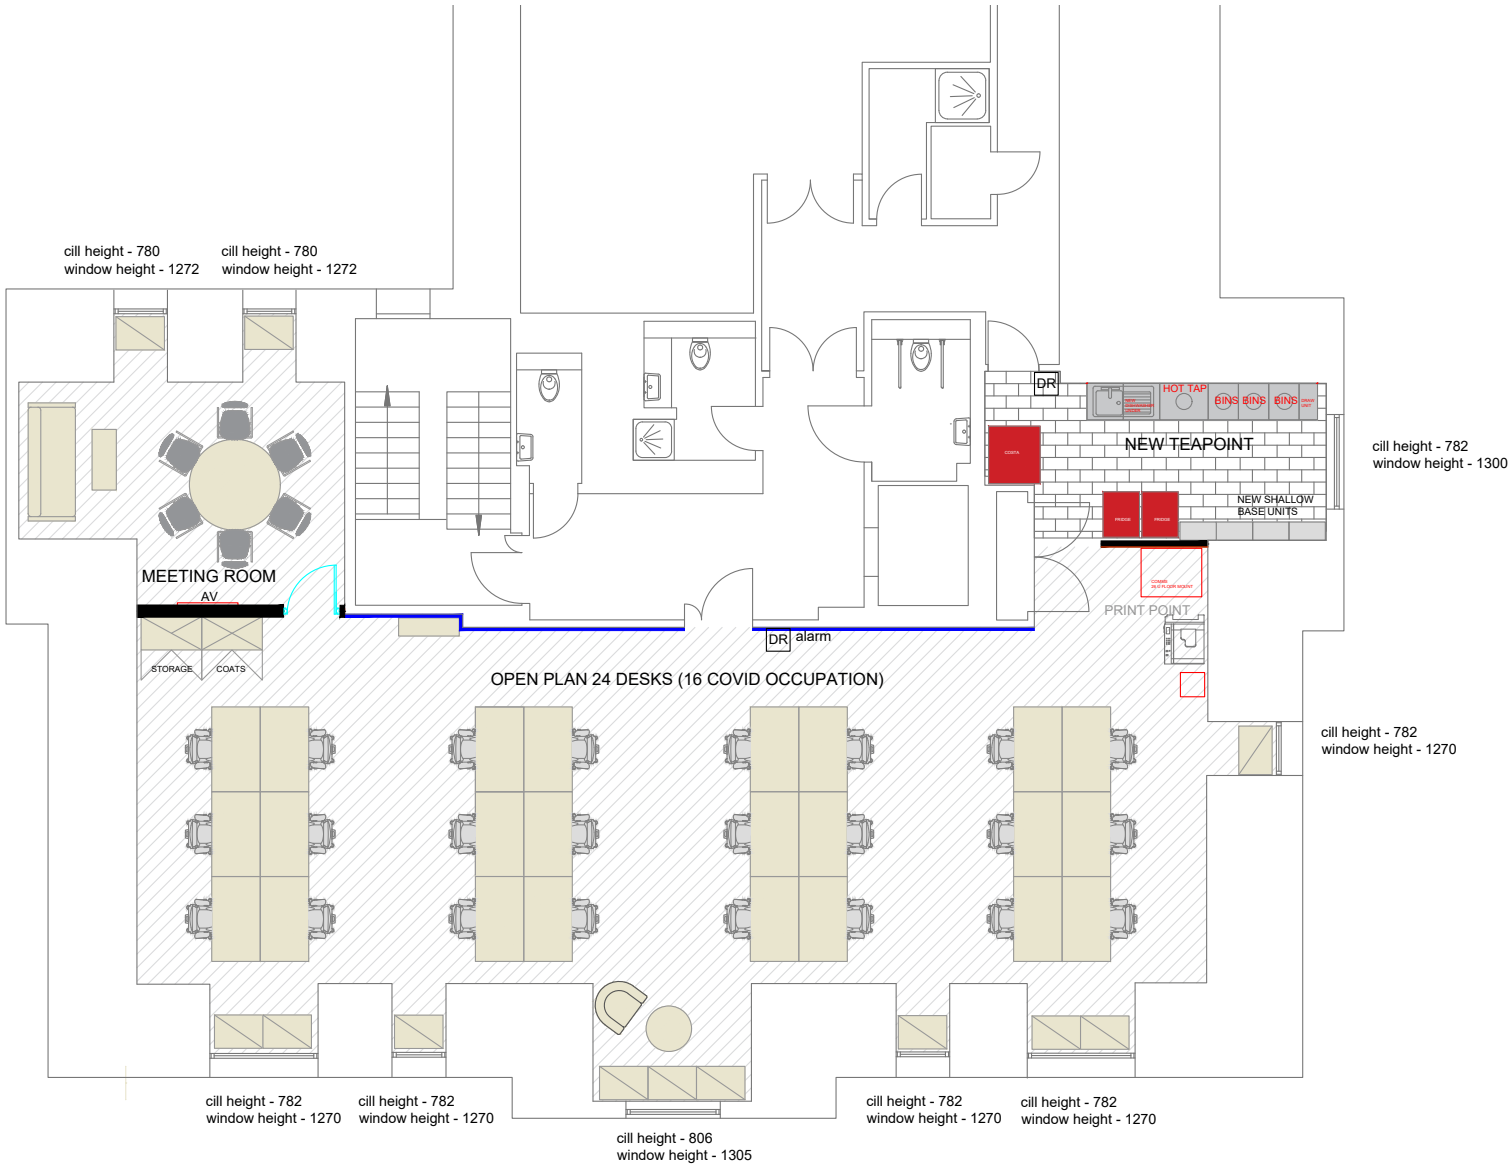 cill height - 780
window height - 1272
cill height - 780
window height - 1272
DR
HOT TAP
BINS
BINS
BINS
DRAW
UNIT
NEW TEAPOINT
cill height - 782
window height - 1300
COSTA
NEW SHALLOW
BASE UNITS
FRIDGE
FRIDGE
MEETING ROOM
AV
PRINT POINT
DR
alarm
STORAGE
COATS
OPEN PLAN 24 DESKS (16 COVID OCCUPATION)
cill height - 782
window height - 1270
cill height - 782
window height - 1270
cill height - 782
window height - 1270
cill height - 806
window height - 1305
cill height - 782
window height - 1270
cill height - 782
window height - 1270